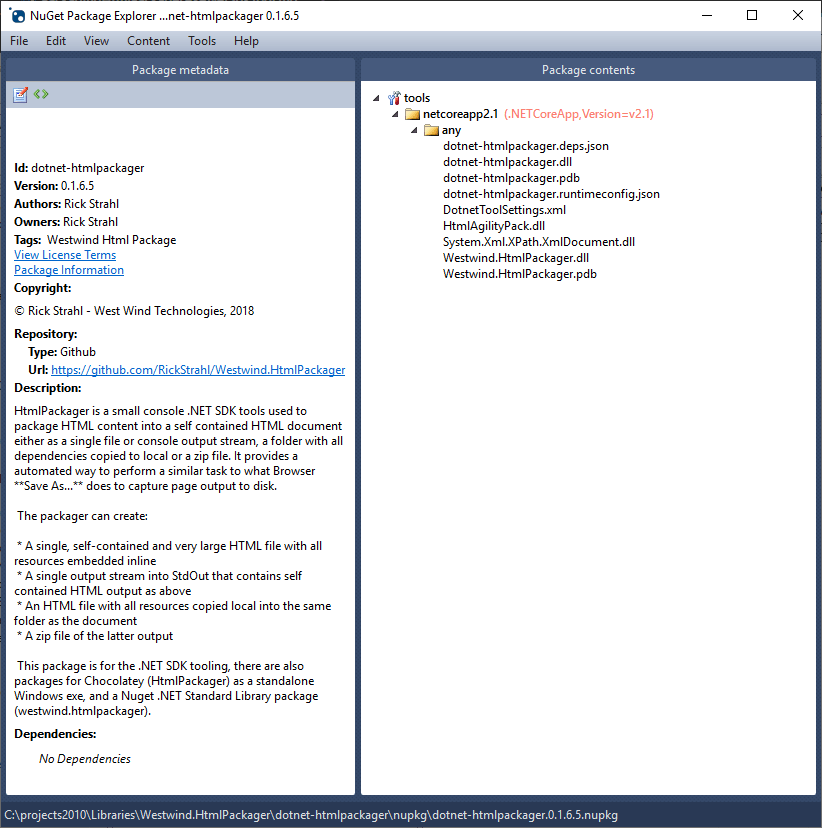 NuGet Package Explorer ...net-htmlpackager 0.1.6.5
File Edit View Content Tools Help
Package metadata
Id: dotnet-htmlpackager
Version: 0.1.6.5
Authors: Rick Strahl
Owners: Rick Strahl
Tags: Westwind Html Package
View License Terms
Package Information
Copyright:
© Rick Strahl - West Wind Technologies, 2018
Repository:
Type: Github
Url: https://github.com/RickStrahl/Westwind.HtmlPackager
Description:
HtmlPackager is a small console .NET SDK tools used to
package HTML content into a self contained HTML document
either as a single file or console output stream, a folder with all
dependencies copied to local or a zip file. It provides a
automated way to perform a similar task to what Browser
**Save As...** does to capture page output to disk.
The packager can create:
* A single, self-contained and very large HTML file with all
resources embedded inline
* A single output stream into StdOut that contains self
contained HTML output as above
* An HTML file with all resources copied local into the same
folder as the document
* A zip file of the latter output
This package is for the .NET SDK tooling, there are also
packages for Chocolatey (HtmlPackager) as a standalone
Windows exe, and a Nuget .NET Standard Library package
(westwind.htmlpackager).
Dependencies:
No Dependencies
Package contents
tools
netcoreapp2.1 (.NETCoreApp,Version=v2.1)
any
dotnet-htmlpackager.deps.json
dotnet-htmlpackager.dll
dotnet-htmlpackager.pdb
dotnet-htmlpackager.runtimeconfig.json
DotnetToolSettings.xml
HtmlAgilityPack.dll
System.Xml.XPath.XmlDocument.dll
Westwind.HtmlPackager.dll
Westwind.HtmlPackager.pdb
C:\projects2010\Libraries\Westwind.HtmlPackager\dotnet-htmlpackager\nupkg\dotnet-htmlpackager.0.1.6.5.nupkg